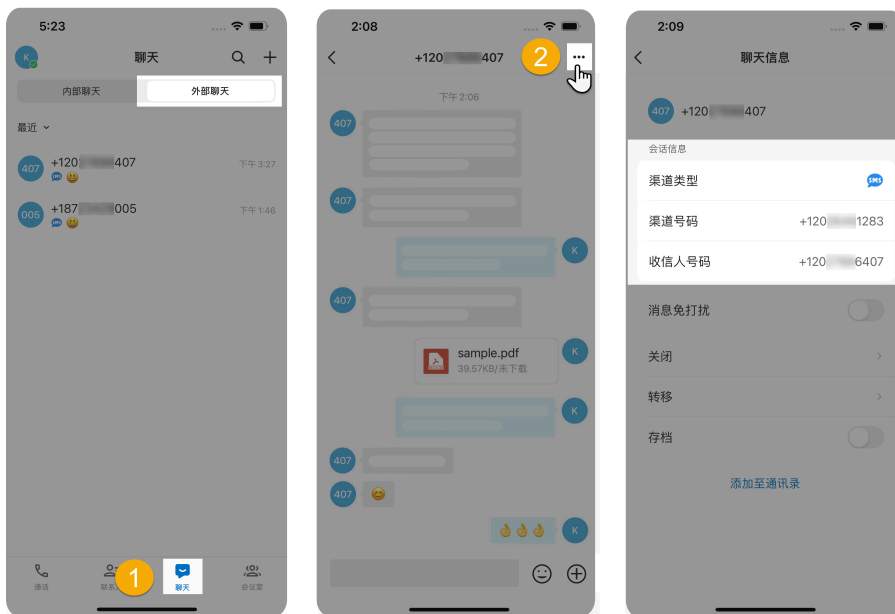 5:23
K
聊天
内部聊天
外部聊天
最近
407
+120 407
下午 3:27
SMS
005
+187 005
下午 1:46
SMS
1
通话
聊天
会议室
2:08
+120 407
2
下午 2:06
407
407
K
407
sample.pdf
39.57KB/未下载
K
K
407
407
K
2:09
聊天信息
407
+120 407
会话信息
渠道类型
SMS
渠道号码
+120 1283
收信人号码
+120 6407
消息免打扰
关闭
转移
存档
添加至通讯录